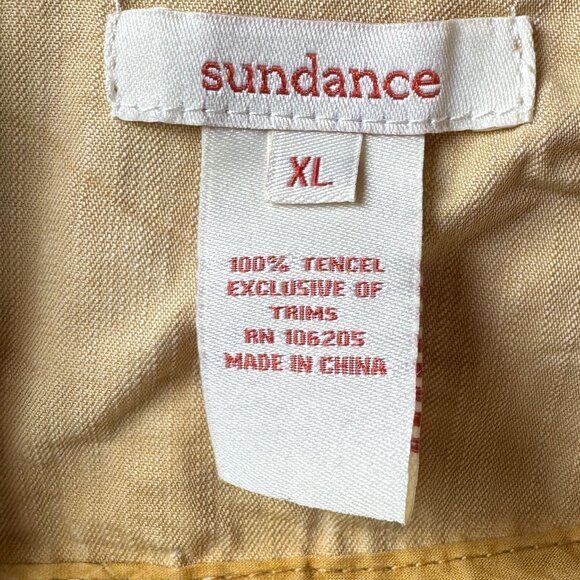 sundance
XL
100% TENCEL
EXCLUSIVE OF
TRIMS
RN 106205
MADE IN CHINA